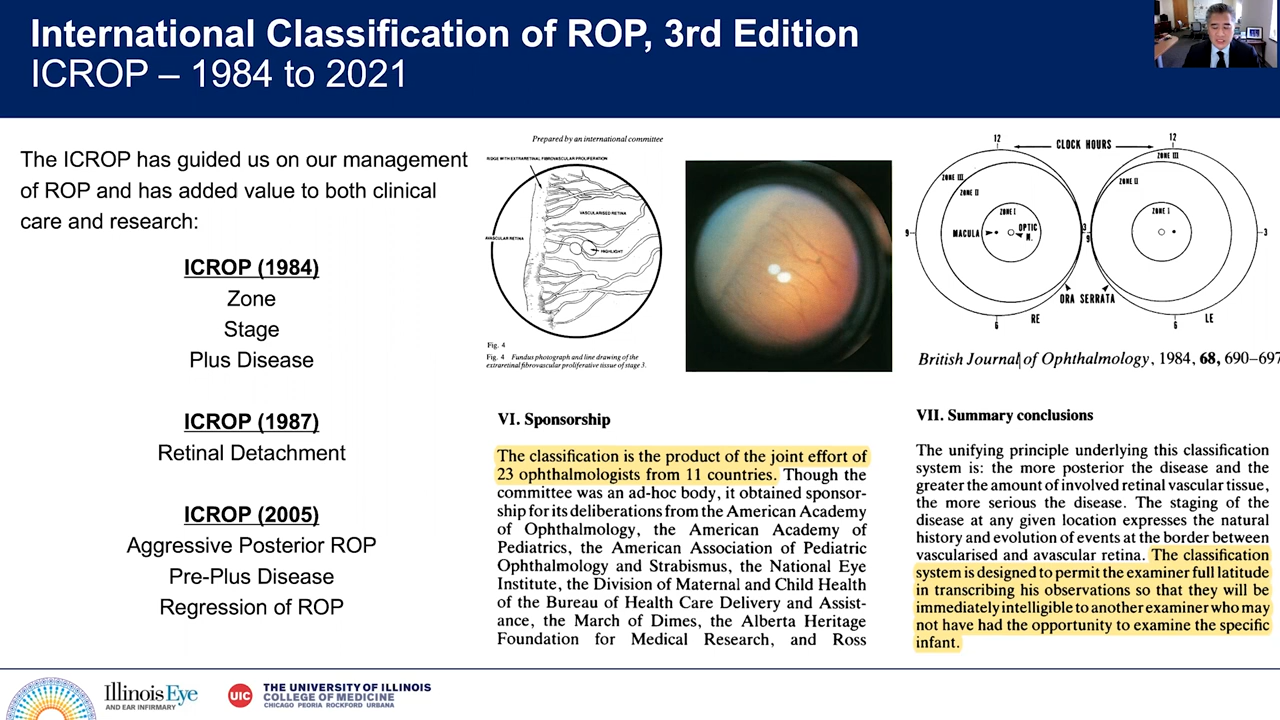 International Classification of ROP, 3rd Edition
ICROP – 1984 to 2021
The ICROP has guided us on our management
of ROP and has added value to both clinical
care and research:
ICROP (1984)
Zone
Stage
Plus Disease
ICROP (1987)
Retinal Detachment
ICROP (2005)
Aggressive Posterior ROP
Pre-Plus Disease
Regression of ROP
Prepared by an international committee
RIDGE WITH EXTRARETINAL FIBROVASCULAR PROLIFERATION
VASCULARISED RETINA
AVASCULAR RETINA
HIGHLIGHT
Fig. 4
Fig. 4 Fundus photograph and line drawing of the
extraretinal fibrovascular proliferative tissue of stage 3.
12
CLOCK HOURS
12
ZONE III
ZONE II
ZONE I
MACULA
OPTIC
N.
9
3
6
RE
ZONE III
ZONE II
ZONE I
9
3
6
LE
ORA SERRATA
British Journal of Ophthalmology, 1984, 68, 690–697
VI. Sponsorship
The classification is the product of the joint effort of
23 ophthalmologists from 11 countries. Though the
committee was an ad-hoc body, it obtained sponsor-
ship for its deliberations from the American Academy
of Ophthalmology, the American Academy of
Pediatrics, the American Association of Pediatric
Ophthalmology and Strabismus, the National Eye
Institute, the Division of Maternal and Child Health
of the Bureau of Health Care Delivery and Assist-
ance, the March of Dimes, the Alberta Heritage
Foundation for Medical Research, and Ross
VII. Summary conclusions
The unifying principle underlying this classification
system is: the more posterior the disease and the
greater the amount of involved retinal vascular tissue,
the more serious the disease. The staging of the
disease at any given location expresses the natural
history and evolution of events at the border between
vascularised and avascular retina. The classification
system is designed to permit the examiner full latitude
in transcribing his observations so that they will be
immediately intelligible to another examiner who may
not have had the opportunity to examine the specific
infant.
Illinois Eye
AND EAR INFIRMARY
UIC
THE UNIVERSITY OF ILLINOIS
COLLEGE OF MEDICINE
CHICAGO PEORIA ROCKFORD URBANA